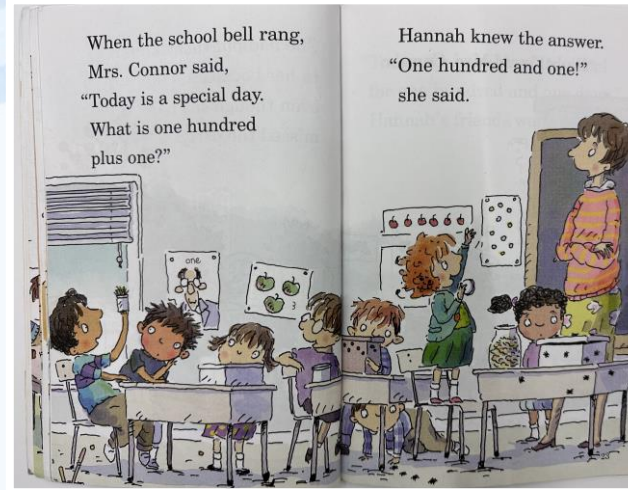 When the school bell rang,
Mrs. Connor said,
“Today is a special day.
What is one hundred
plus one?”
one
3
Hannah knew the answer.
“One hundred and one!”
she said.